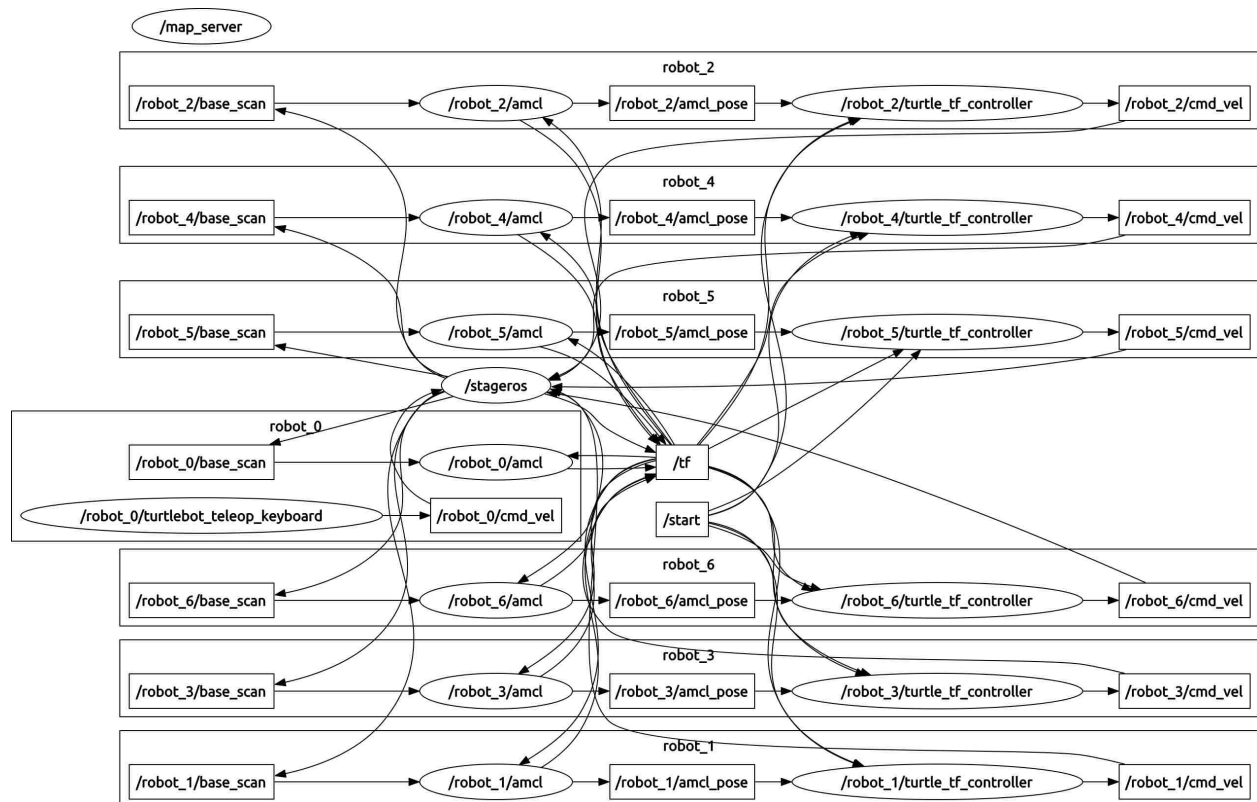 /map_server
robot_2
/robot_2/base_scan /robot_2/amcl /robot_2/amcl_pose /robot_2/turtle_tf_controller /robot_2/cmd_vel
robot_4
/robot_4/base_scan /robot_4/amcl /robot_4/amcl_pose /robot_4/turtle_tf_controller /robot_4/cmd_vel
robot_5
/robot_5/base_scan /robot_5/amcl /robot_5/amcl_pose /robot_5/turtle_tf_controller /robot_5/cmd_vel
/stageros
robot_0
/robot_0/base_scan /robot_0/amcl /tf
/robot_0/turtlebot_teleop_keyboard /robot_0/cmd_vel /start
robot_6
/robot_6/base_scan /robot_6/amcl /robot_6/amcl_pose /robot_6/turtle_tf_controller /robot_6/cmd_vel
robot_3
/robot_3/base_scan /robot_3/amcl /robot_3/amcl_pose /robot_3/turtle_tf_controller /robot_3/cmd_vel
robot_1
/robot_1/base_scan /robot_1/amcl /robot_1/amcl_pose /robot_1/turtle_tf_controller /robot_1/cmd_vel